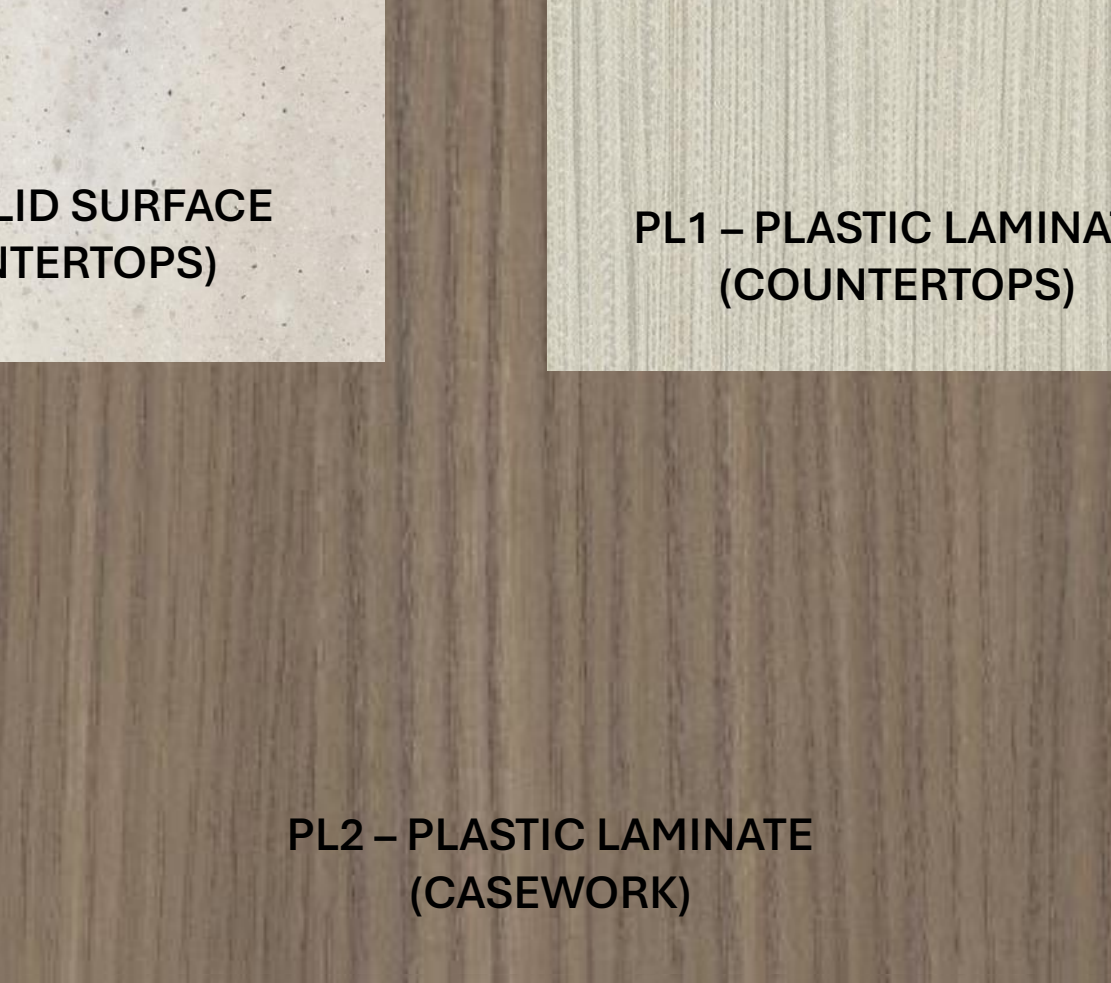 LID SURFACE
NTERTOPS)
PL1 – PLASTIC LAMINA
(COUNTERTOPS)
PL2 – PLASTIC LAMINATE
(CASEWORK)